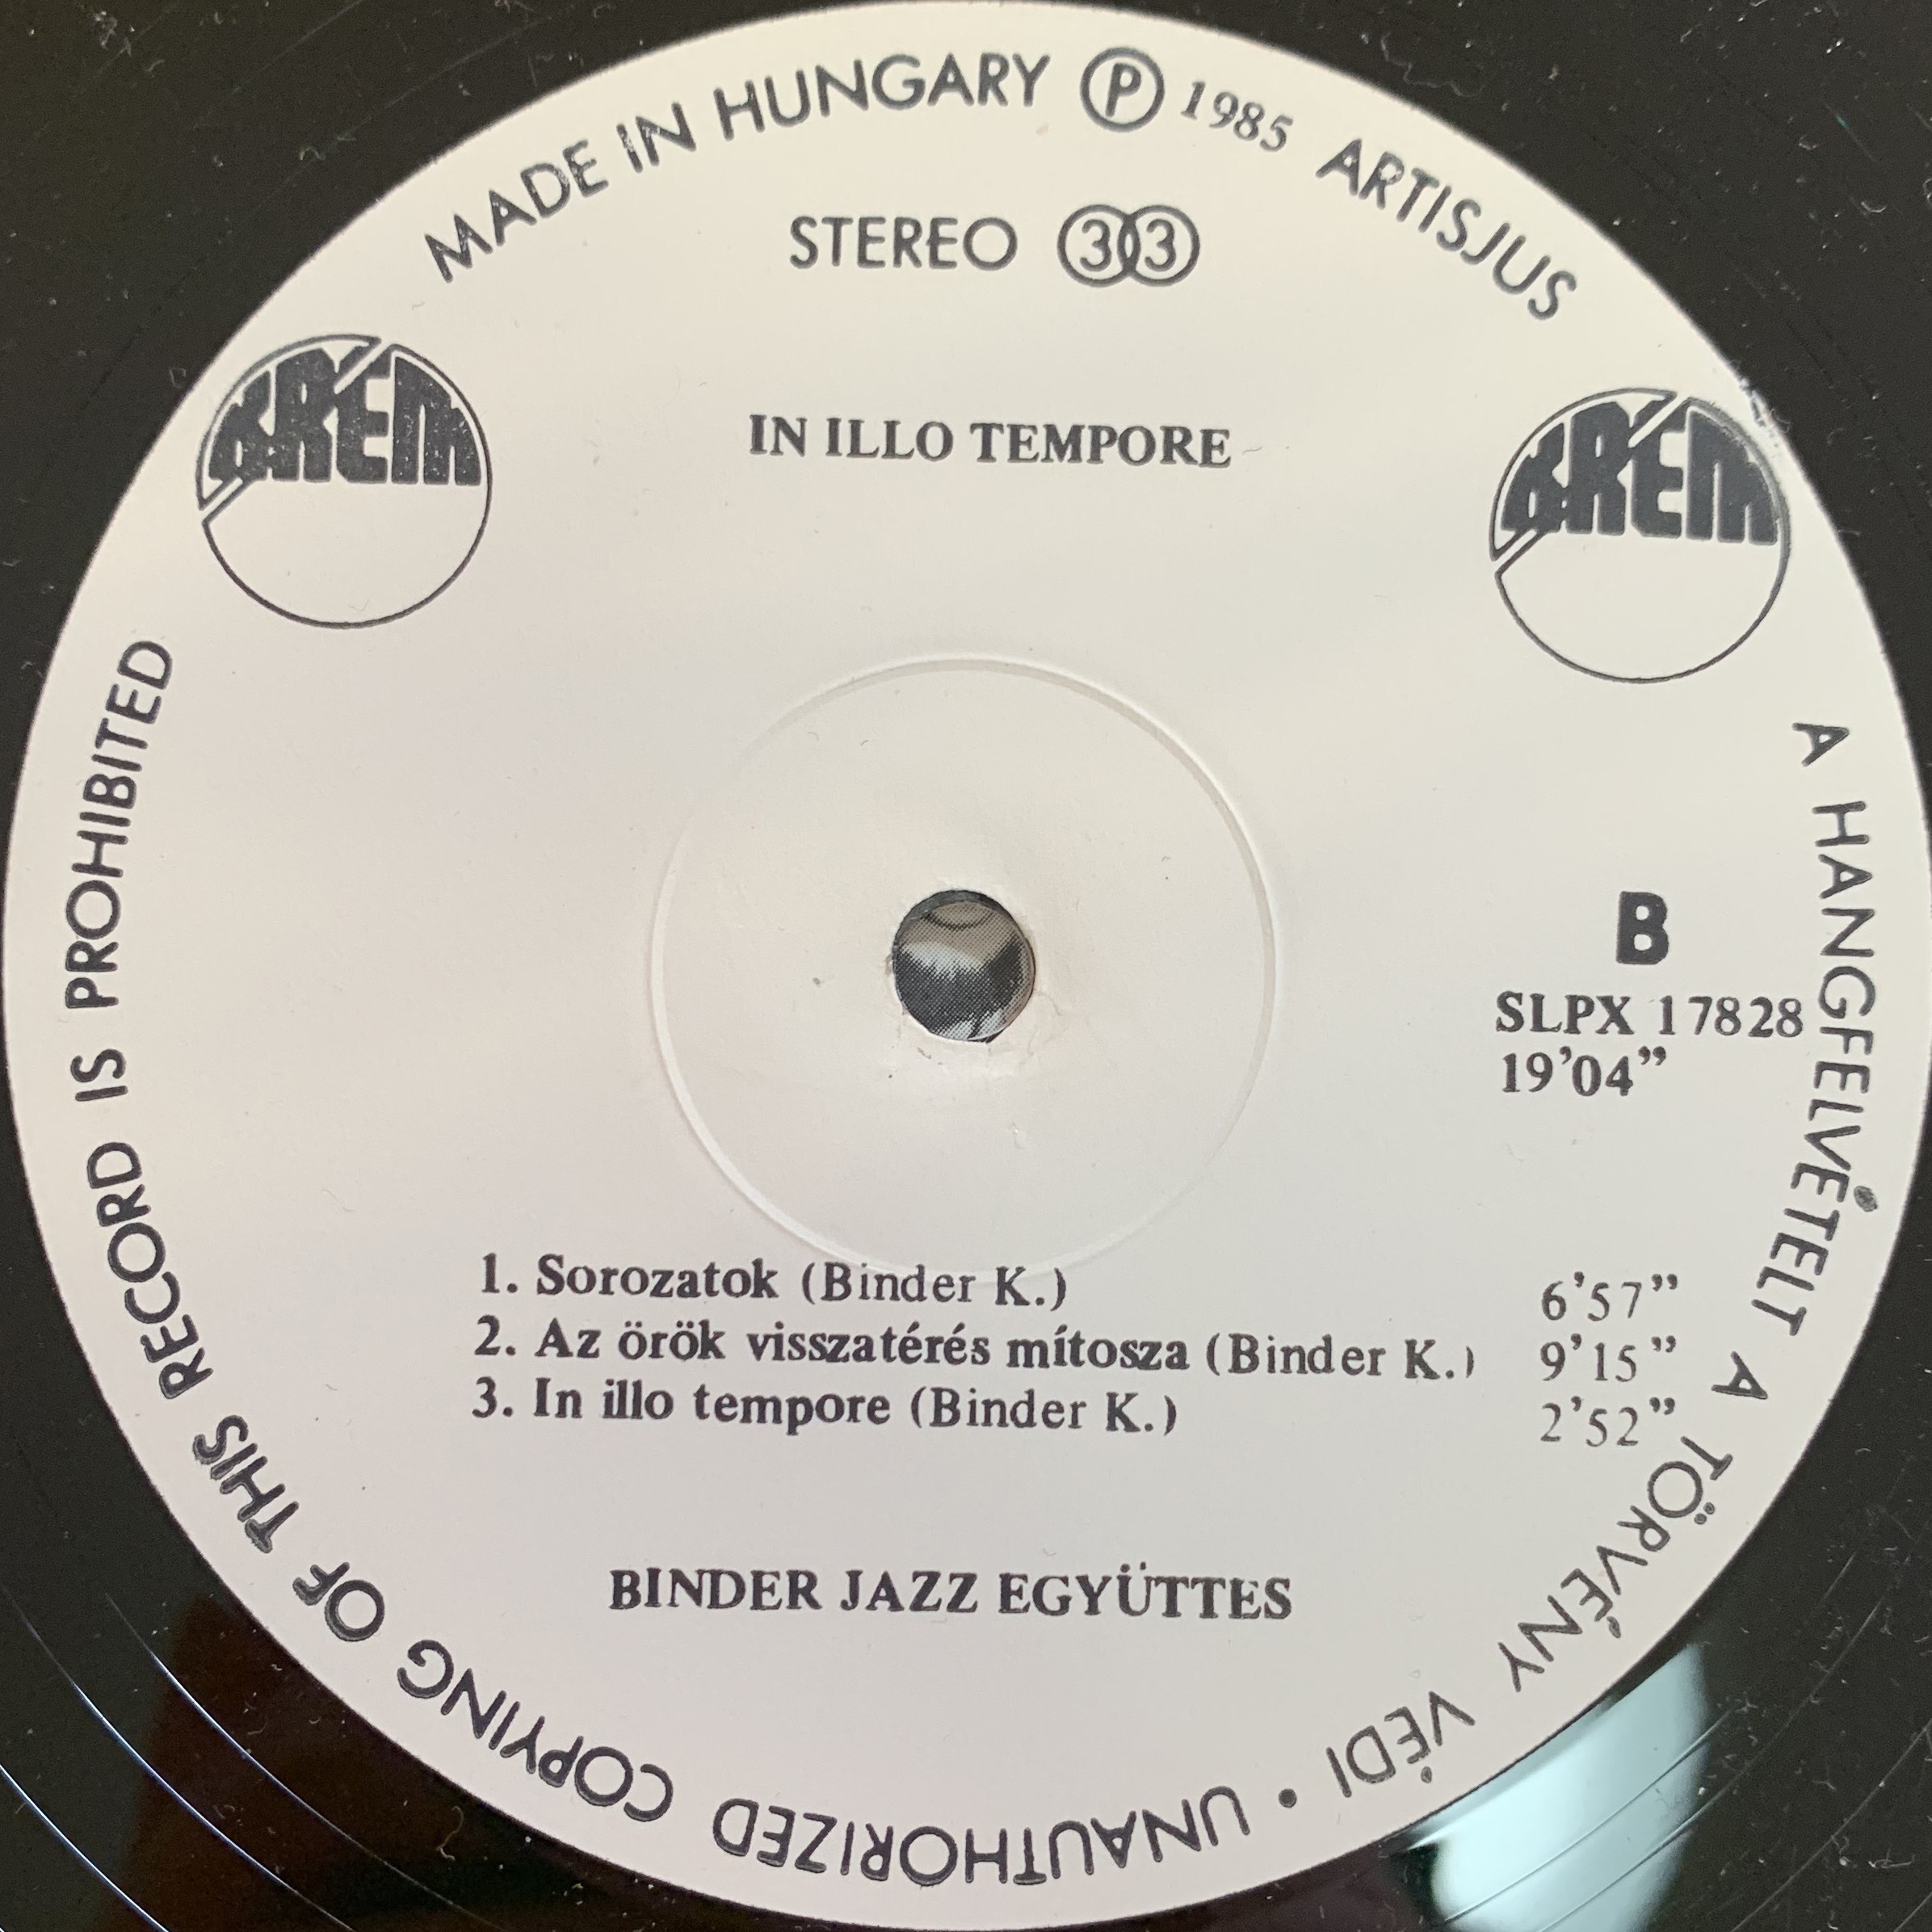 MADE IN HUNGARY Ⓟ 1985 ARTISJUS
STEREO 33
KRÉM
KRÉM
IN ILLO TEMPORE
B
SLPX 17828
19’04”
1. Sorozatok (Binder K.) 6’57”
2. Az örök visszatérés mítosza (Binder K.) 9’15”
3. In illo tempore (Binder K.) 2’52”
BINDER JAZZ EGYÜTTES
A HANGFELVÉTELT A TÖRVÉNY VÉDI • UNAUTHORIZED COPYING OF THIS RECORD IS PROHIBITED